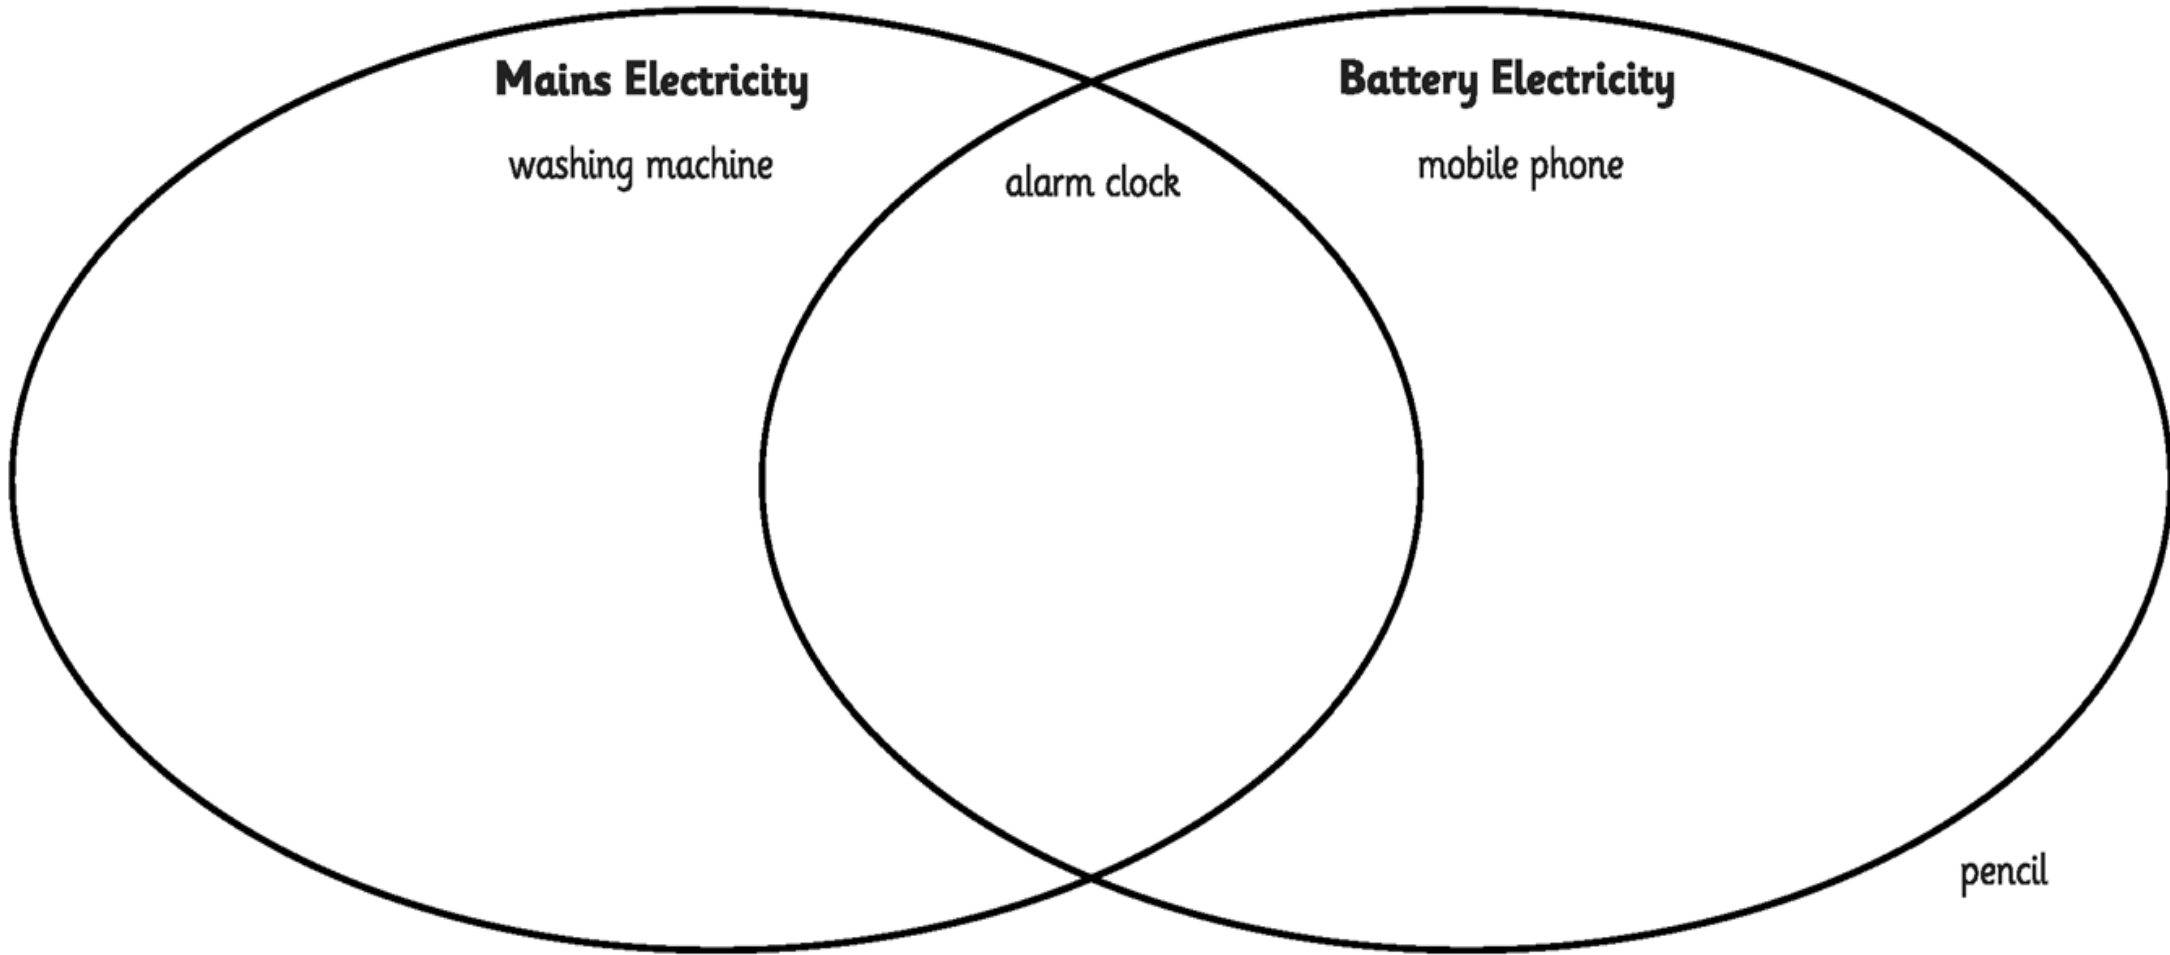 Mains Electricity
Battery Electricity
washing machine
alarm clock
mobile phone
pencil